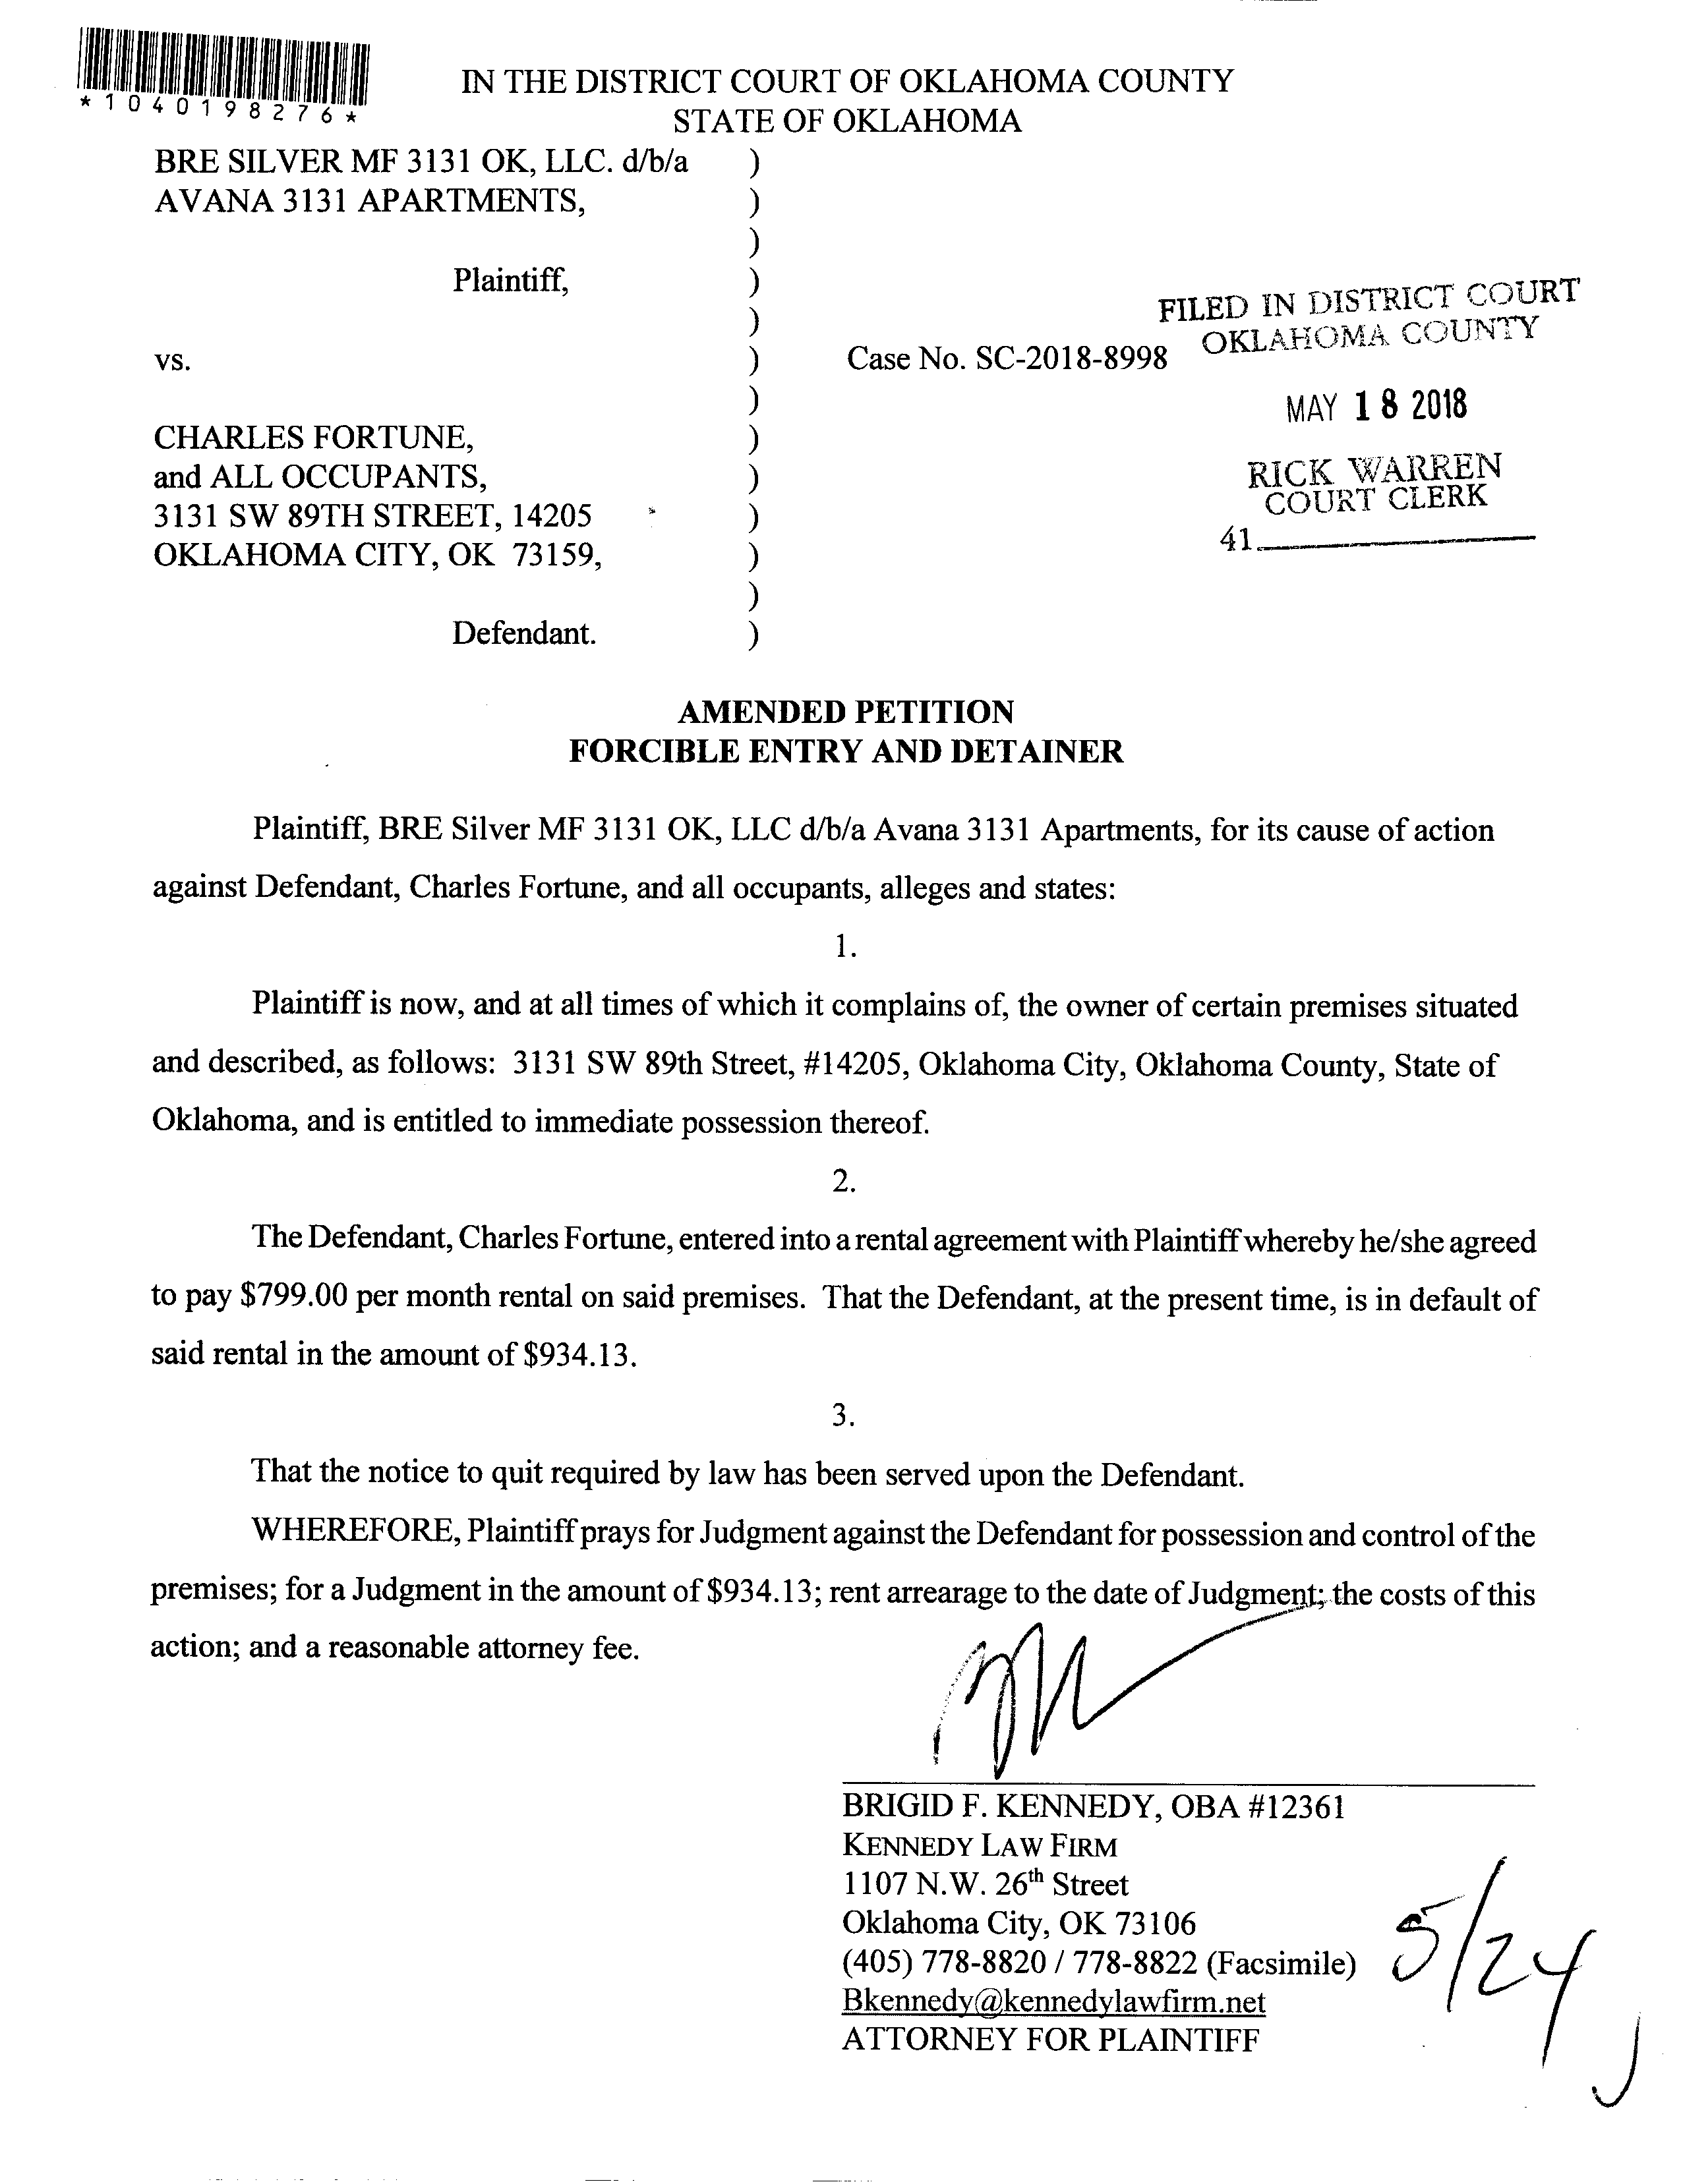 *1040198276*
IN THE DISTRICT COURT OF OKLAHOMA COUNTY
STATE OF OKLAHOMA
BRE SILVER MF 3131 OK, LLC. d/b/a )
AVANA 3131 APARTMENTS, )
)
Plaintiff, )
)
vs. )
)
CHARLES FORTUNE, )
and ALL OCCUPANTS, )
3131 SW 89TH STREET, 14205 )
OKLAHOMA CITY, OK 73159, )
)
Defendant. )
Case No. SC-2018-8998
FILED IN DISTRICT COURT
OKLAHOMA COUNTY
MAY 18 2018
RICK WARREN
COURT CLERK
41
AMENDED PETITION
FORCIBLE ENTRY AND DETAINER
Plaintiff, BRE Silver MF 3131 OK, LLC d/b/a Avana 3131 Apartments, for its cause of action
against Defendant, Charles Fortune, and all occupants, alleges and states:
1.
Plaintiff is now, and at all times of which it complains of, the owner of certain premises situated
and described, as follows: 3131 SW 89th Street, #14205, Oklahoma City, Oklahoma County, State of
Oklahoma, and is entitled to immediate possession thereof.
2.
The Defendant, Charles Fortune, entered into a rental agreement with Plaintiff whereby he/she agreed
to pay $799.00 per month rental on said premises. That the Defendant, at the present time, is in default of
said rental in the amount of $934.13.
3.
That the notice to quit required by law has been served upon the Defendant.
WHEREFORE, Plaintiff prays for Judgment against the Defendant for possession and control of the
premises; for a Judgment in the amount of $934.13; rent arrearage to the date of Judgment; the costs of this
action; and a reasonable attorney fee.
BRIGID F. KENNEDY, OBA #12361
KENNEDY LAW FIRM
1107 N.W. 26th Street
Oklahoma City, OK 73106
(405) 778-8820 / 778-8822 (Facsimile)
Bkennedy@kennedylawfirm.net
ATTORNEY FOR PLAINTIFF
5/24